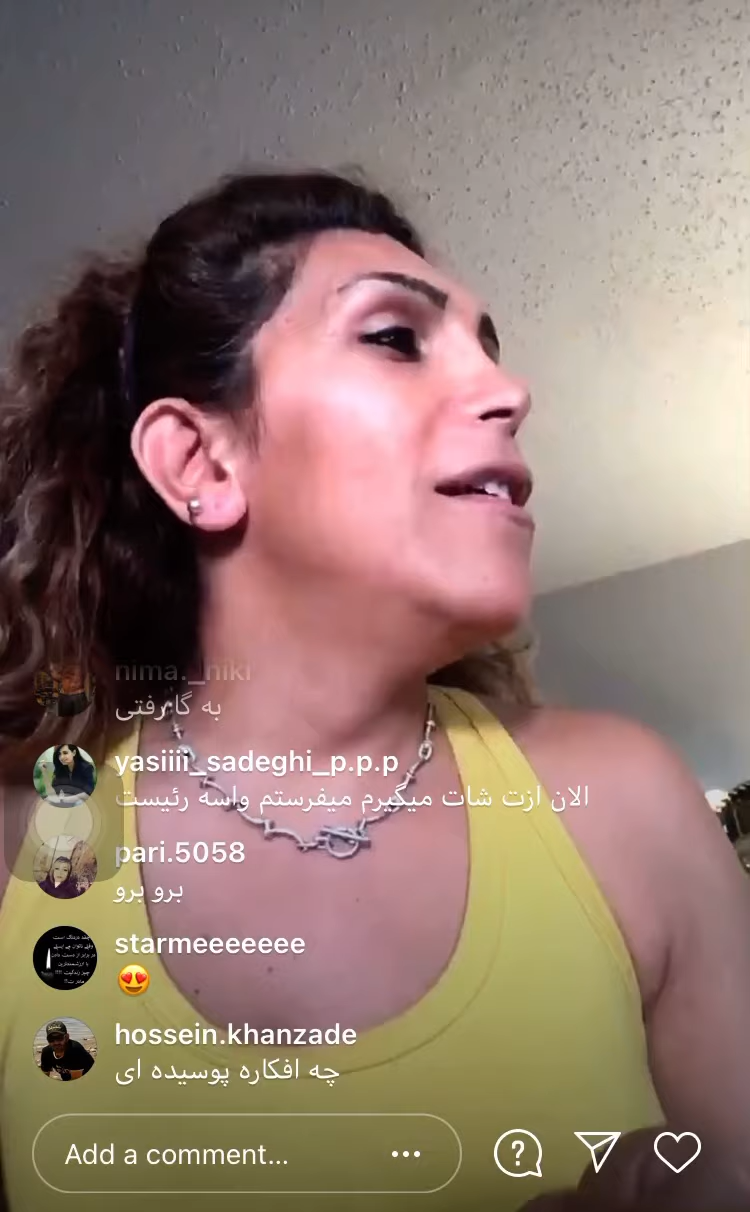 nima._niki
به گا رفتی
yasiiii_sadeghi_p.p.p
الان ازت شات میگیرم میفرستم واسه رئیست
pari.5058
برو برو
starmeeeeeee
😍
hossein.khanzade
چه افکاره پوسیده ای
Add a comment...